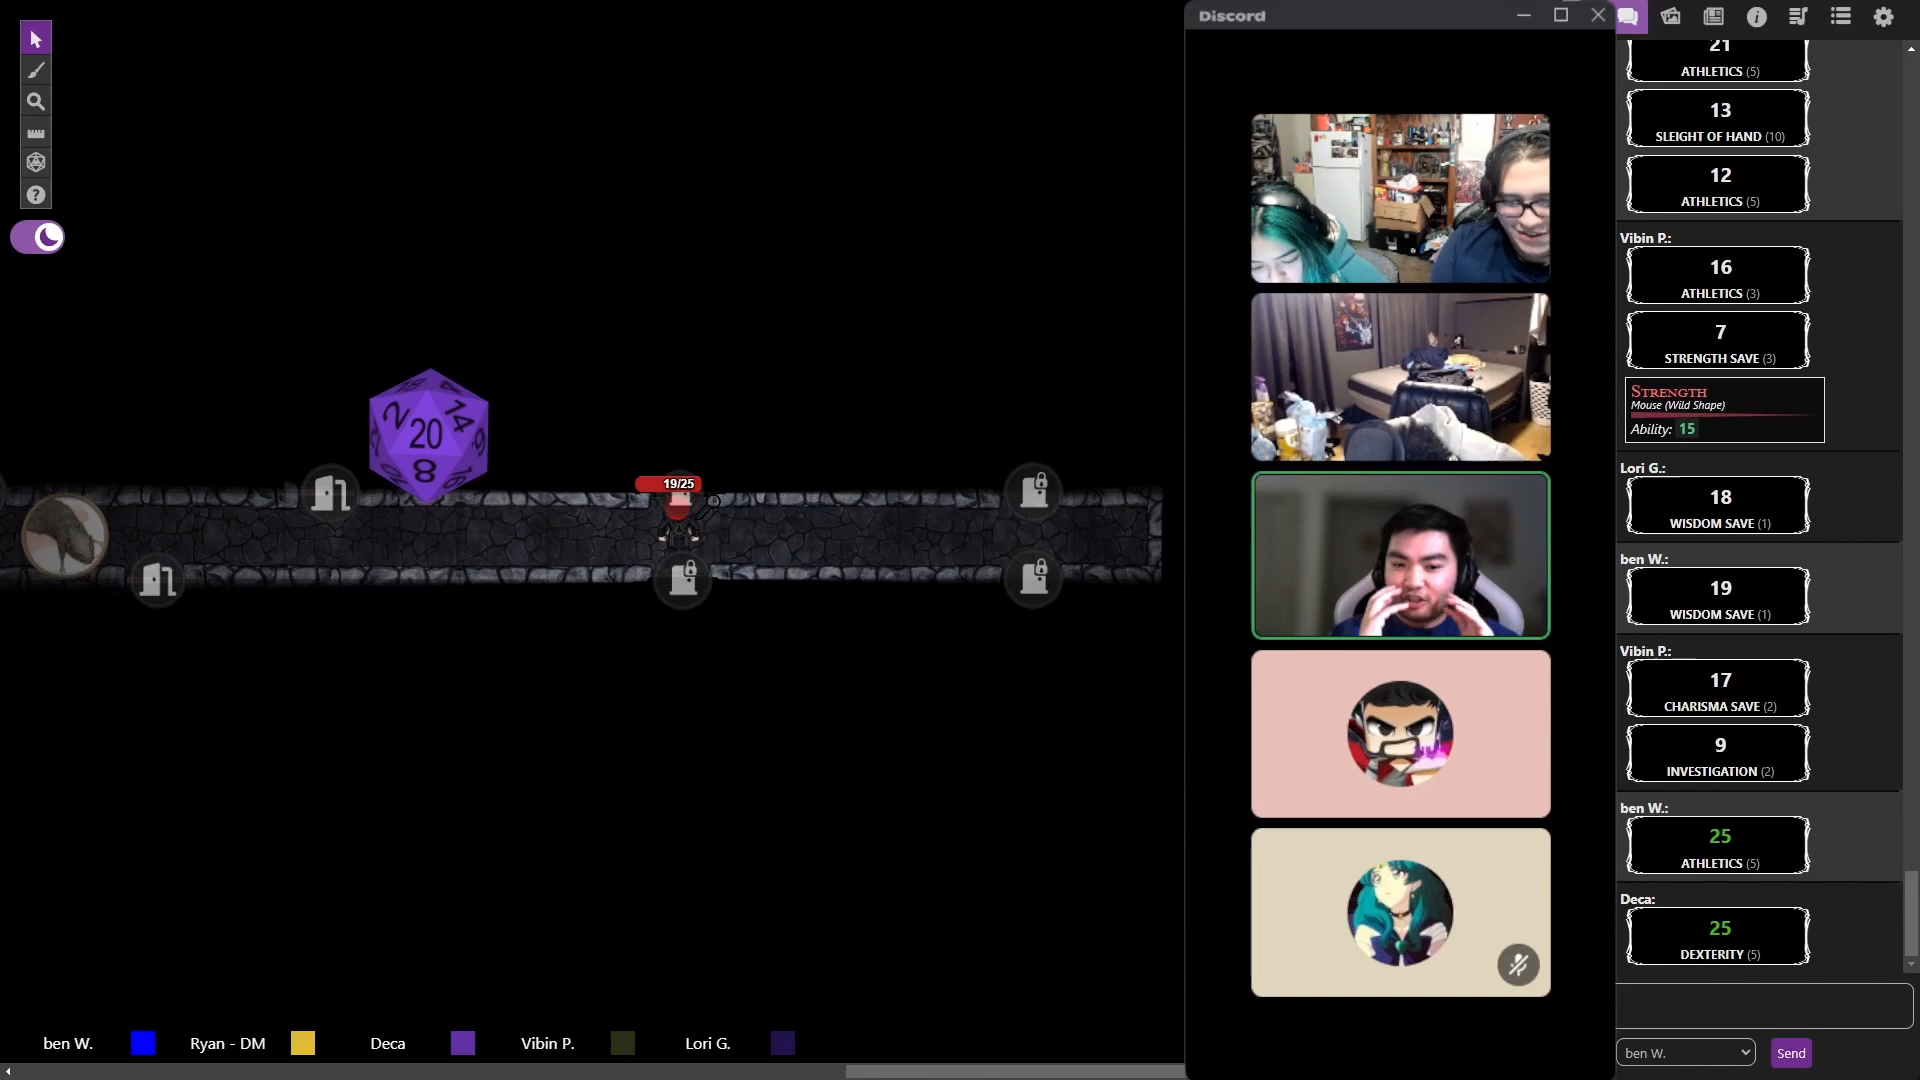 Discord
21
ATHLETICS (5)
13
SLEIGHT OF HAND (10)
12
ATHLETICS (5)
Vibin P.:
16
ATHLETICS (3)
7
STRENGTH SAVE (3)
STRENGTH
Mouse (Wild Shape)
Ability: 15
Lori G.:
18
WISDOM SAVE (1)
ben W.:
19
WISDOM SAVE (1)
Vibin P.:
17
CHARISMA SAVE (2)
9
INVESTIGATION (2)
ben W.:
25
ATHLETICS (5)
Deca:
25
DEXTERITY (5)
ben W.
Send
2
14
20
8
19/25
ben W.
Ryan - DM
Deca
Vibin P.
Lori G.